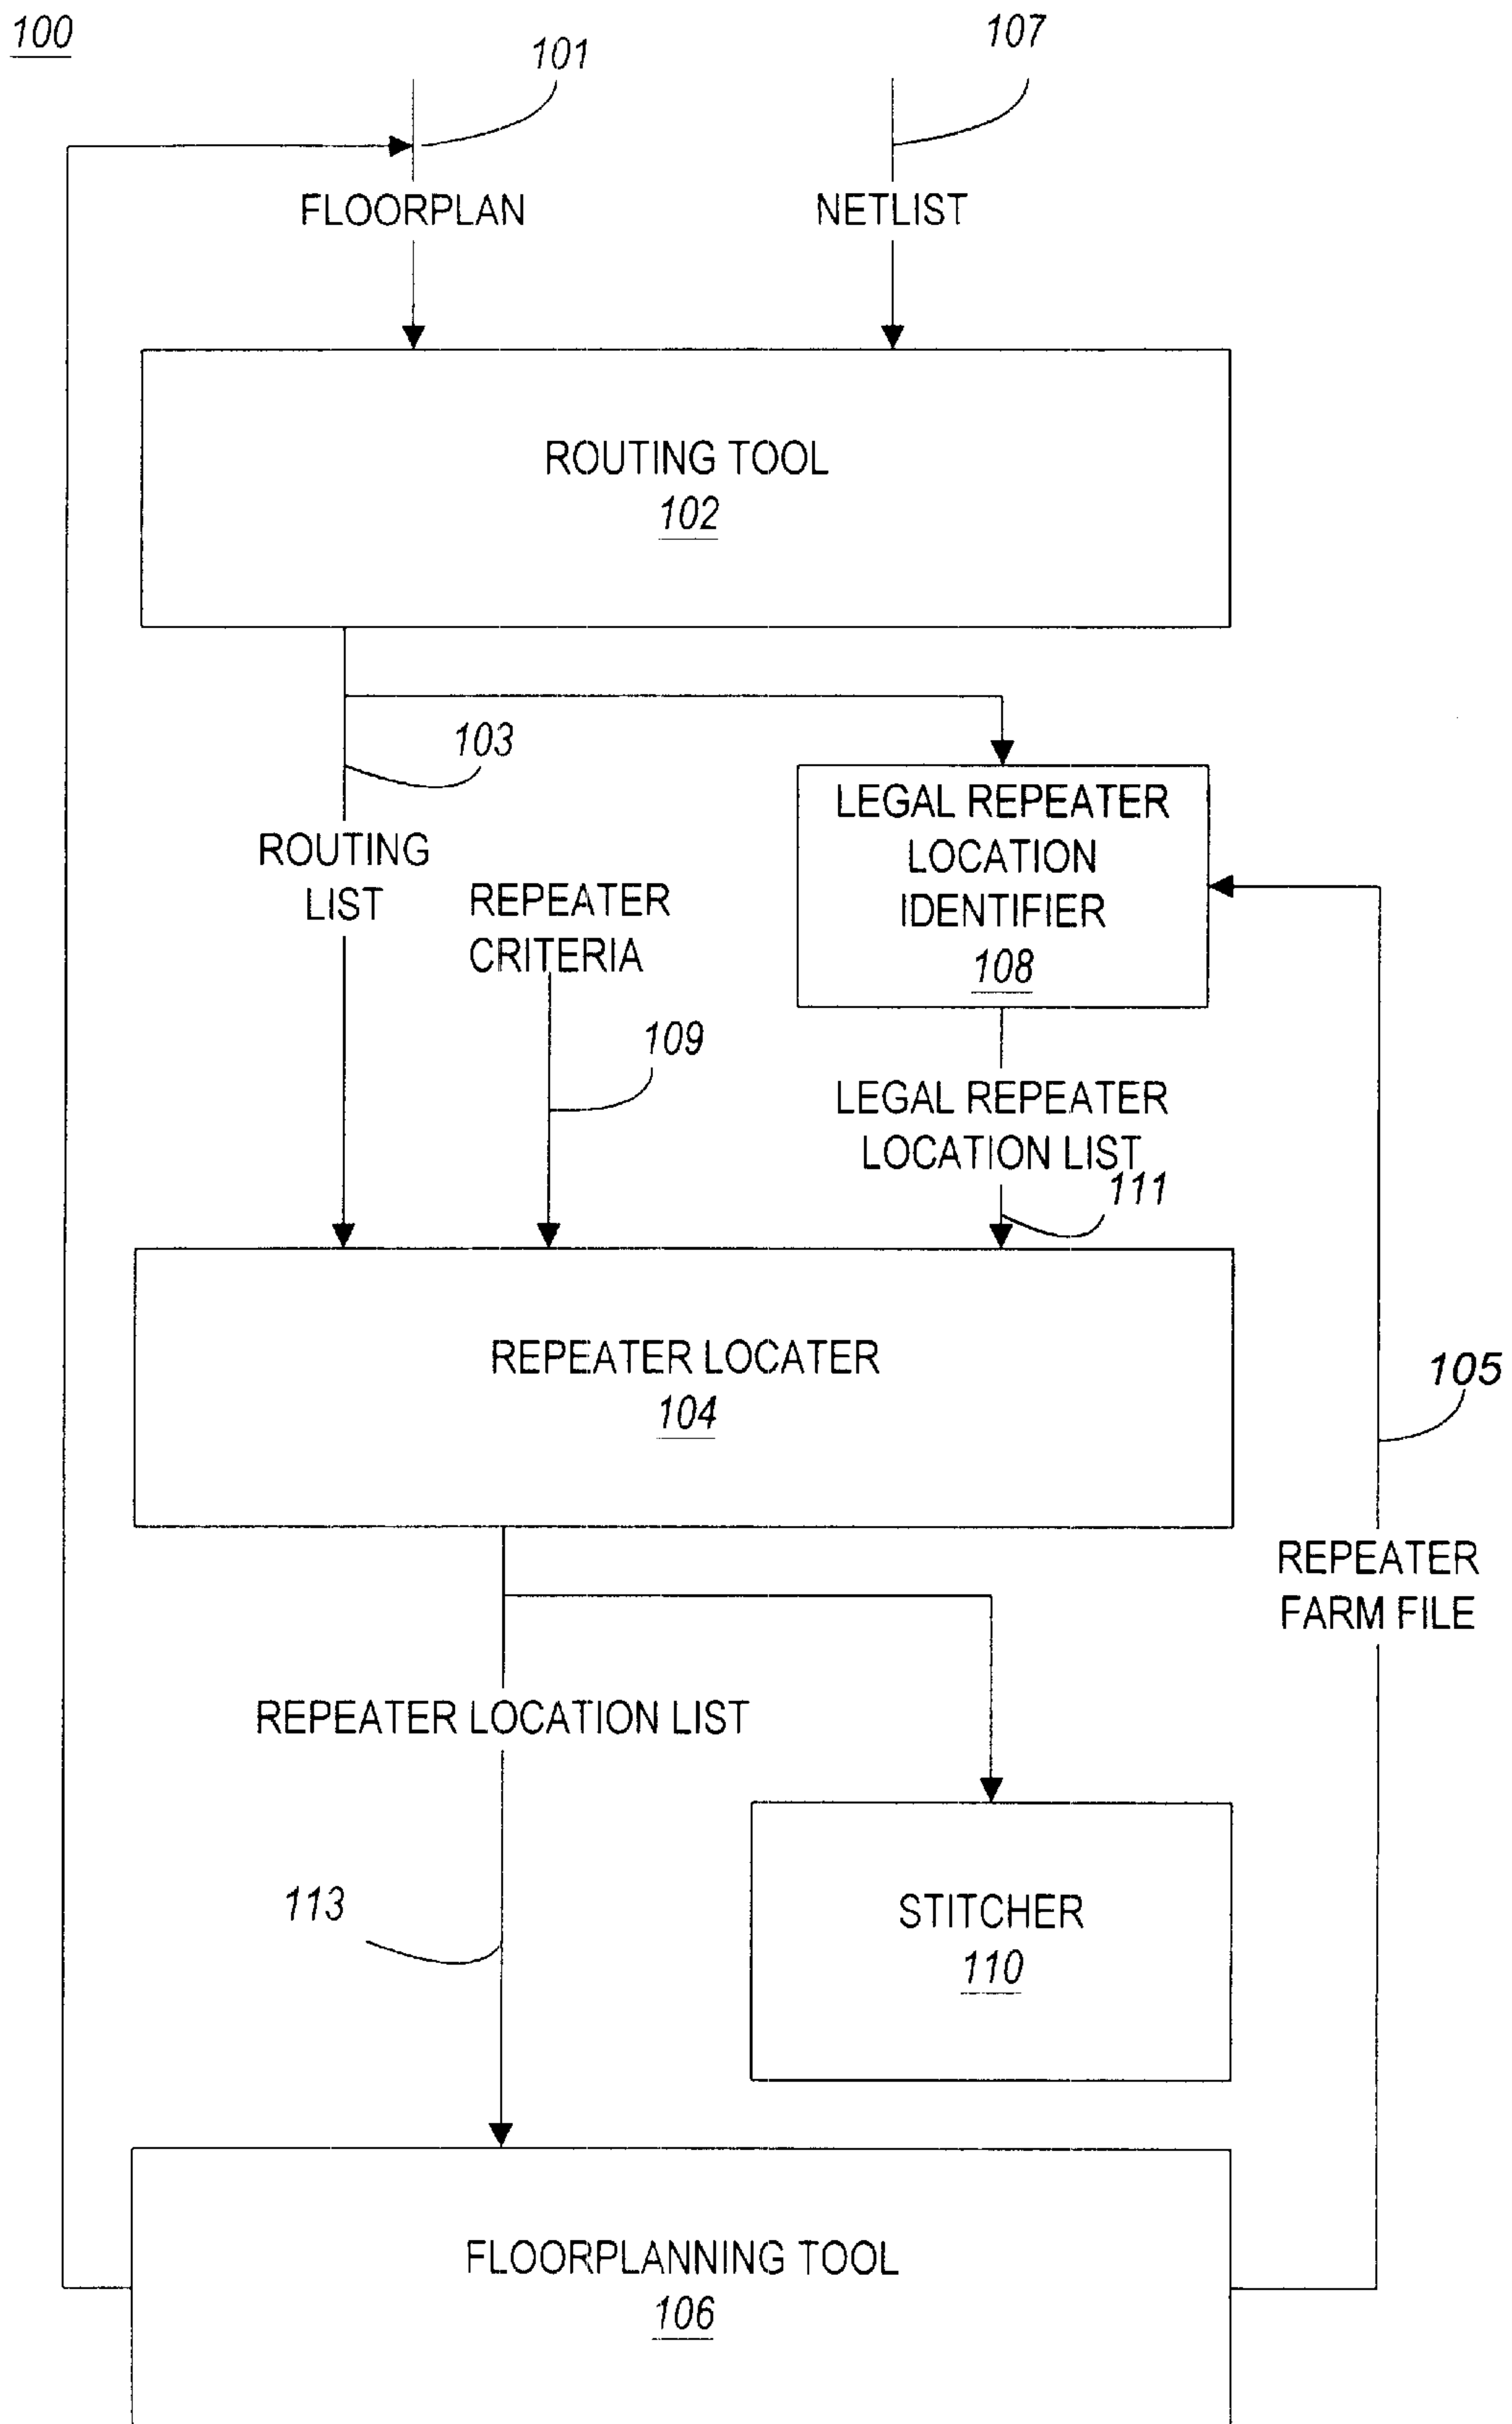 100
101
107
FLOORPLAN
NETLIST
ROUTING TOOL
102
103
ROUTING
LIST
REPEATER
CRITERIA
LEGAL REPEATER
LOCATION
IDENTIFIER
108
109
LEGAL REPEATER
LOCATION LIST
111
REPEATER LOCATER
104
105
REPEATER
FARM FILE
REPEATER LOCATION LIST
113
STITCHER
110
FLOORPLANNING TOOL
106